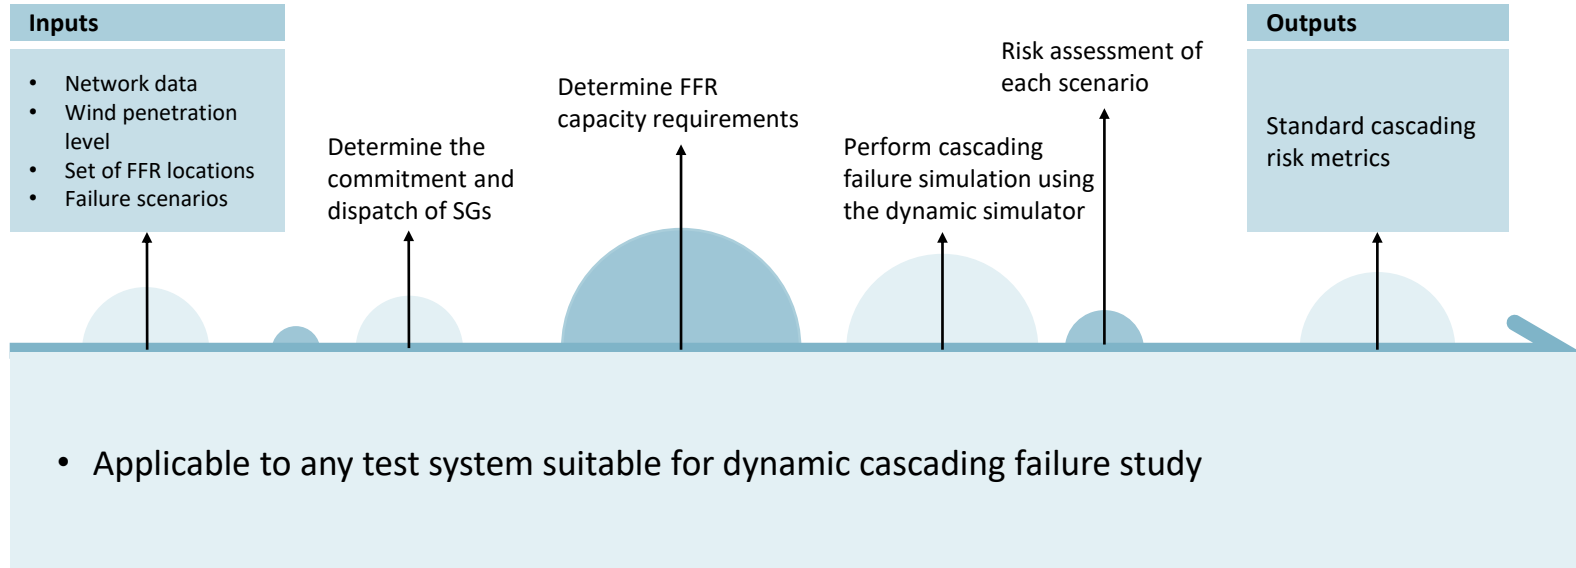 Inputs
• Network data
• Wind penetration
level
• Set of FFR locations
• Failure scenarios
Determine the
commitment and
dispatch of SGs
Determine FFR
capacity requirements
Perform cascading
failure simulation using
the dynamic simulator
Risk assessment of
each scenario
Outputs
Standard cascading
risk metrics
• Applicable to any test system suitable for dynamic cascading failure study